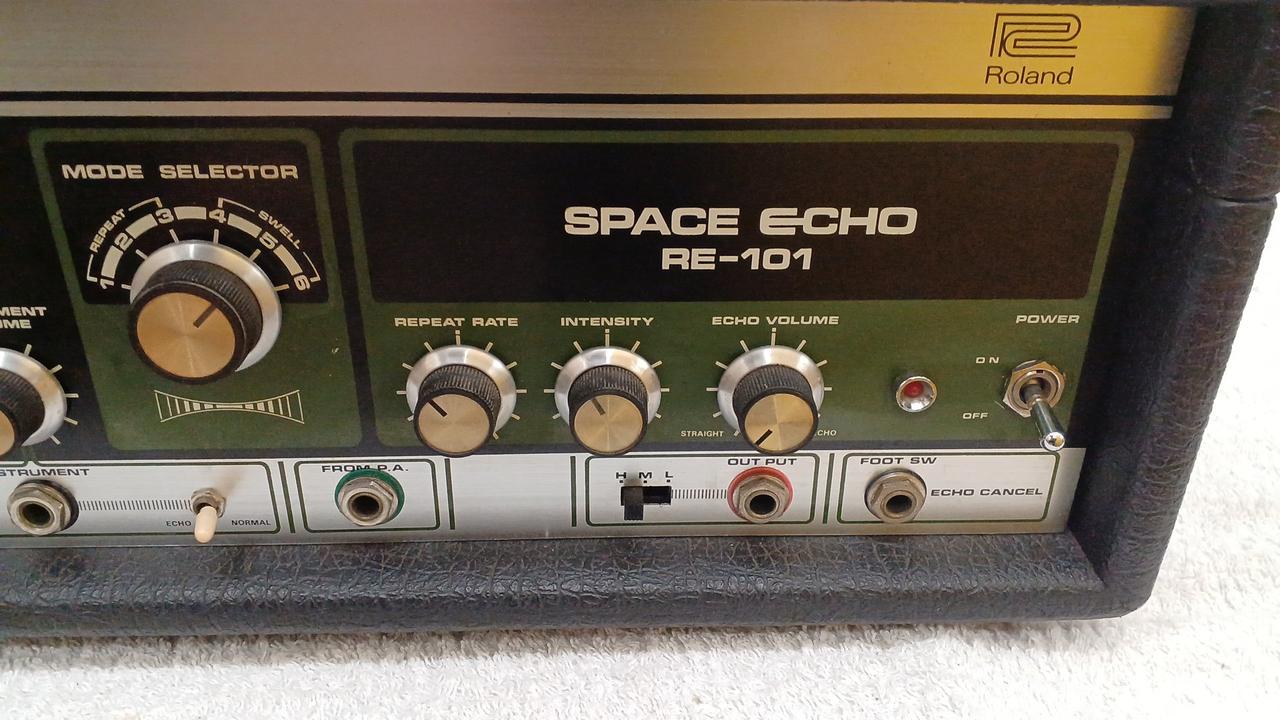 Roland
MODE SELECTOR
REPEAT
SWELL
1 2 3 4 5 6
SPACE ECHO
RE-101
REPEAT RATE
INTENSITY
ECHO VOLUME
POWER
ON
OFF
STRAIGHT
FROM P.A.
ECHO
NORMAL
H M L
OUT PUT
FOOT SW
ECHO CANCEL